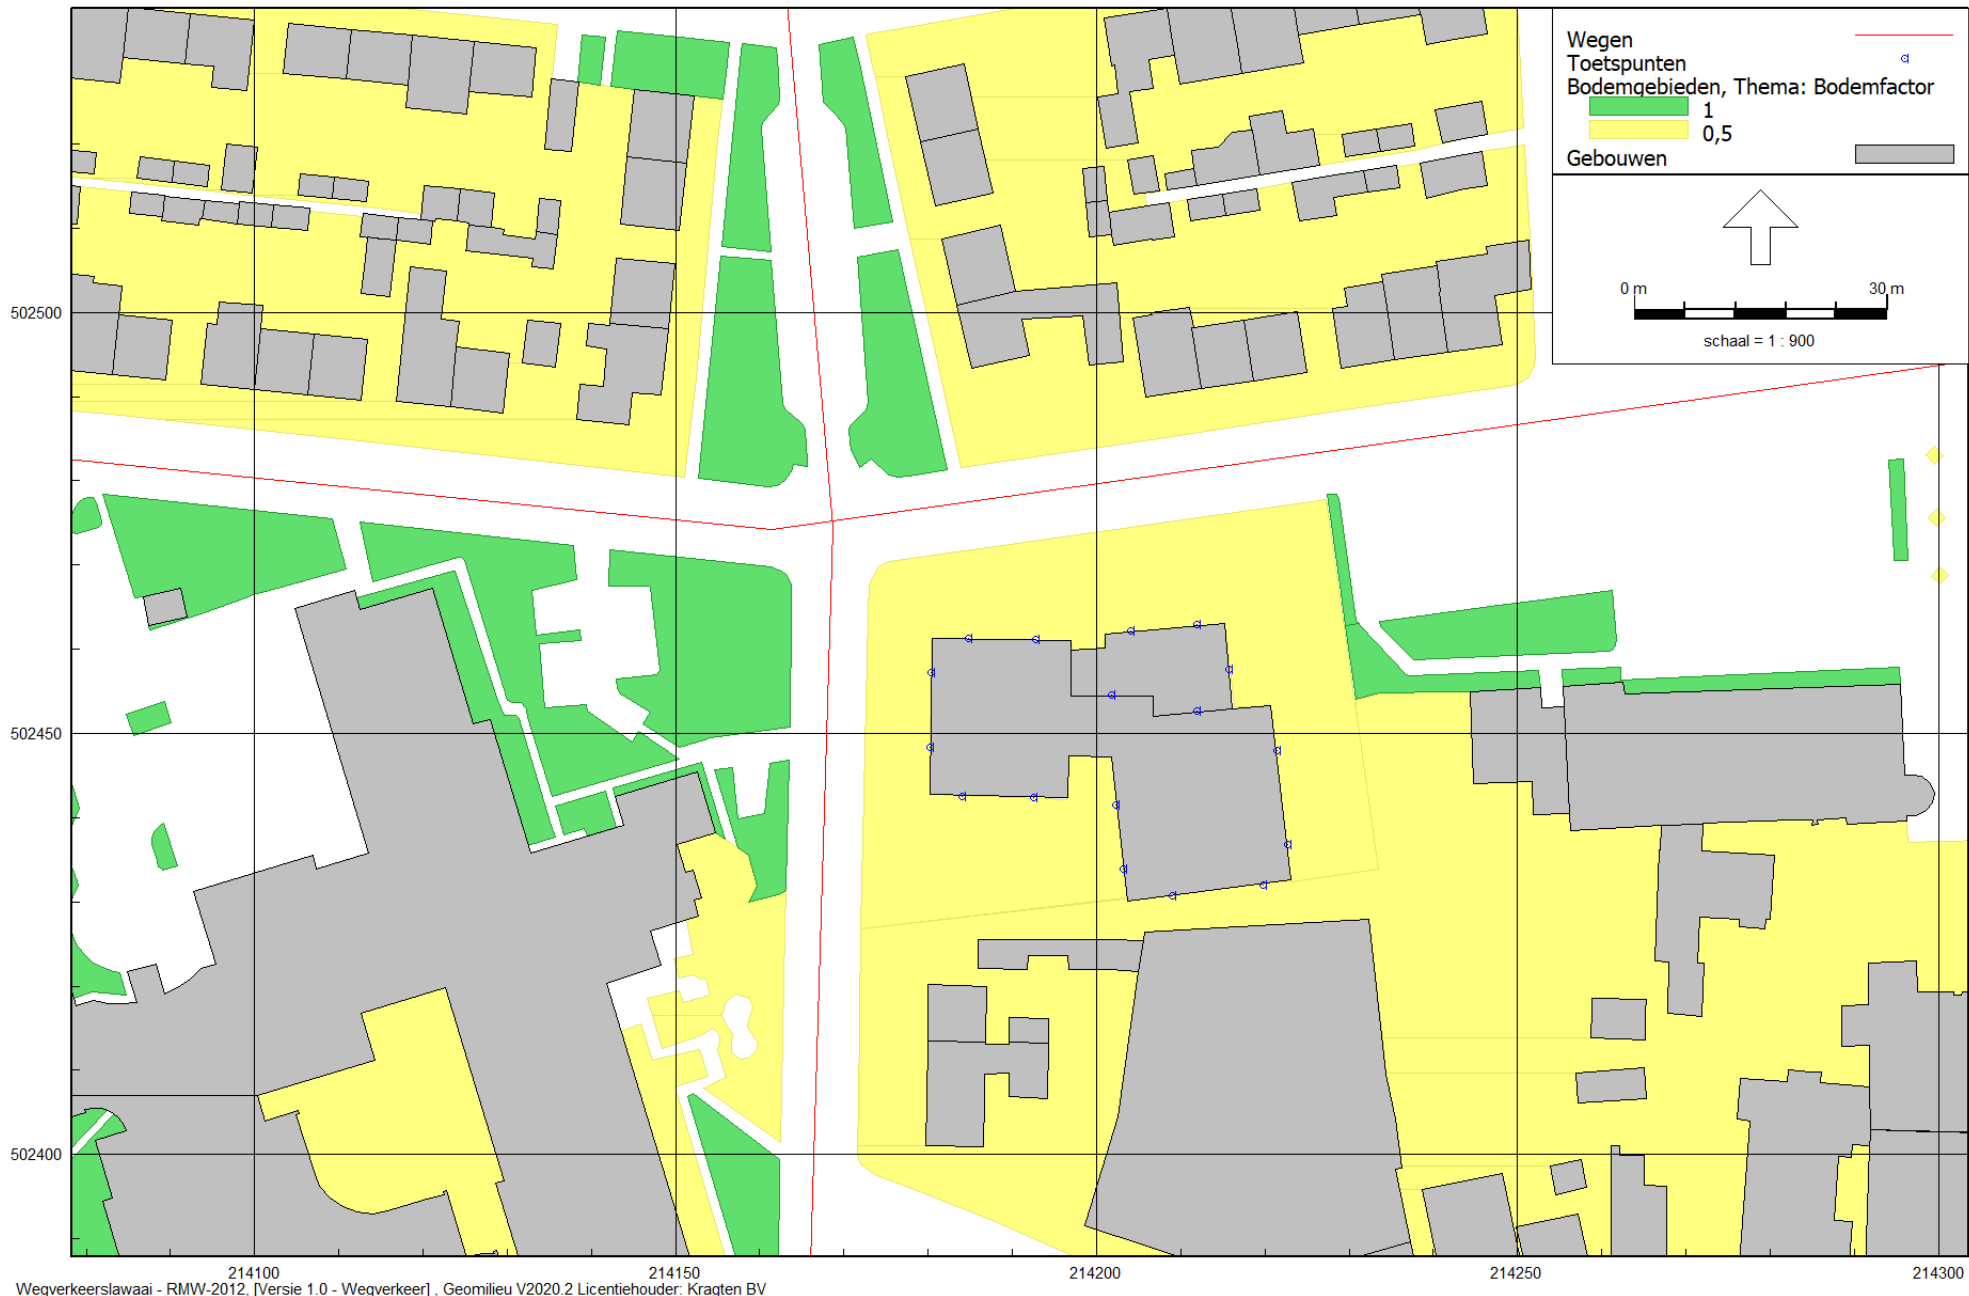 Wegen
Toetspunten
Bodemgebieden, Thema: Bodemfactor
1
0,5
Gebouwen
0 m 30 m
schaal = 1 : 900
502500
502450
502400
214100 214150 214200 214250 214300
Wegverkeerslawaai - RMW-2012, [Versie 1.0 - Wegverkeer] , Geomilieu V2020.2 Licentiehouder: Kragten BV